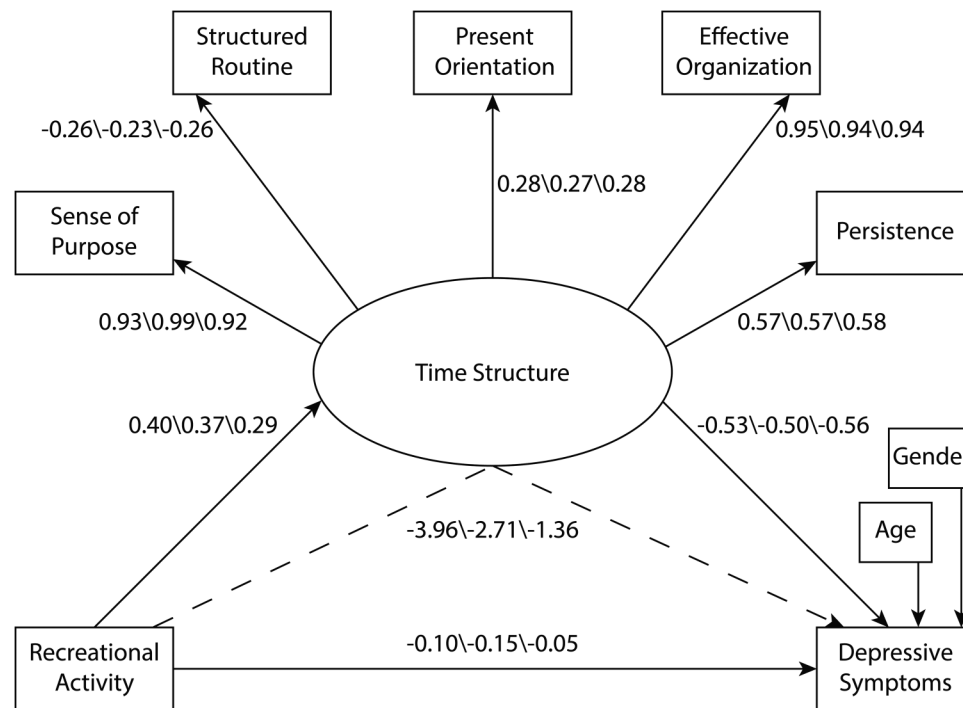 Structured
Routine
Present
Orientation
Effective
Organization
-0.26\-0.23\-0.26
0.95\0.94\0.94
0.28\0.27\0.28
Sense of
Purpose
Persistence
0.93\0.99\0.92
0.57\0.57\0.58
Time Structure
0.40\0.37\0.29
-0.53\-0.50\-0.56
Gende
-3.96\-2.71\-1.36
Age
Recreational
Activity
-0.10\-0.15\-0.05
Depressive
Symptoms